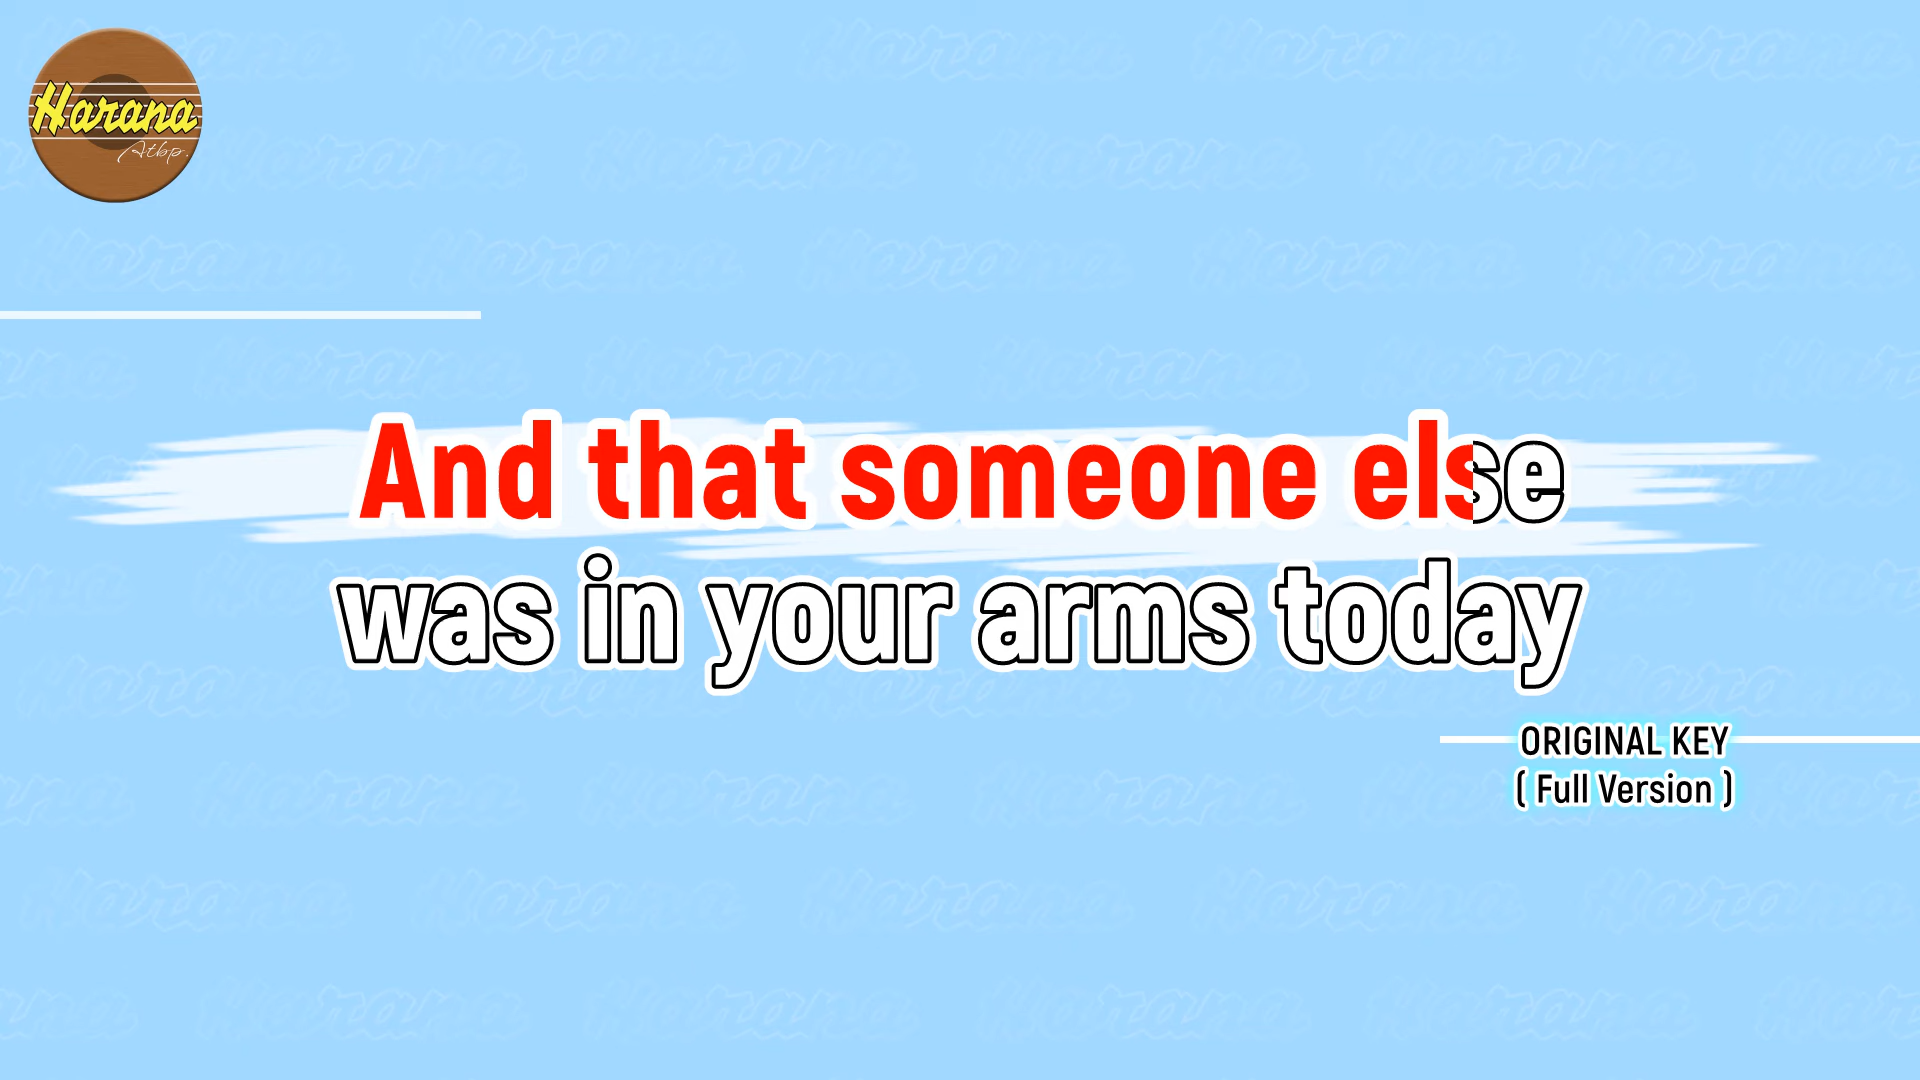 Harana
Atbp.
And that someone else
was in your arms today
ORIGINAL KEY
( Full Version )